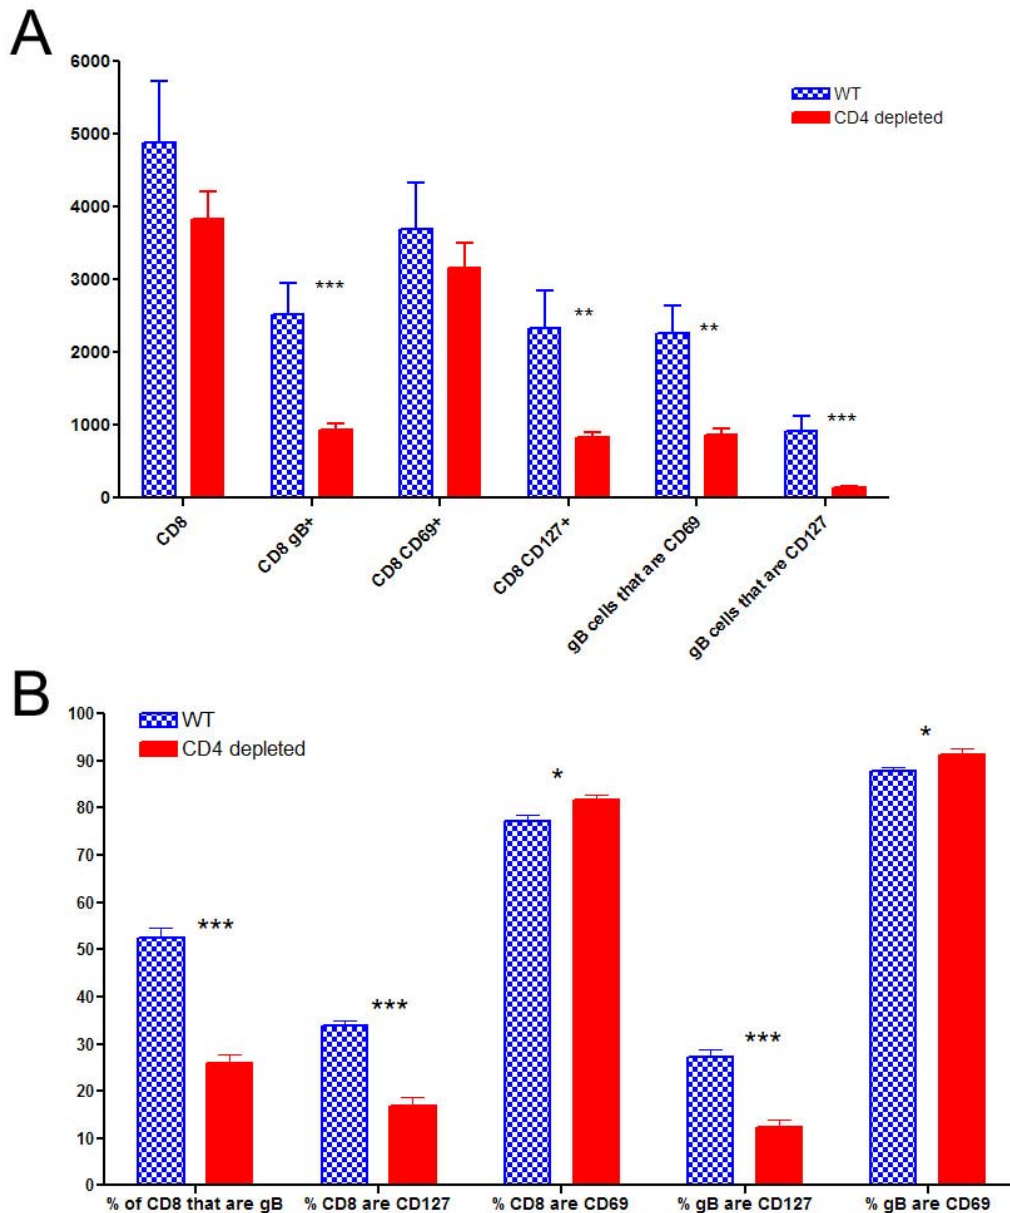 A
6000
5000
4000
3000
2000
1000
0
WT
CD4 depleted
***
**
**
***
CD8
CD8 gB+
CD8 CD69+
CD8 CD127+
gB cells that are CD69
gB cells that are CD127
B
100
90
80
70
60
50
40
30
20
10
0
WT
CD4 depleted
***
***
*
***
*
% of CD8 that are gB
% CD8 are CD127
% CD8 are CD69
% gB are CD127
% gB are CD69